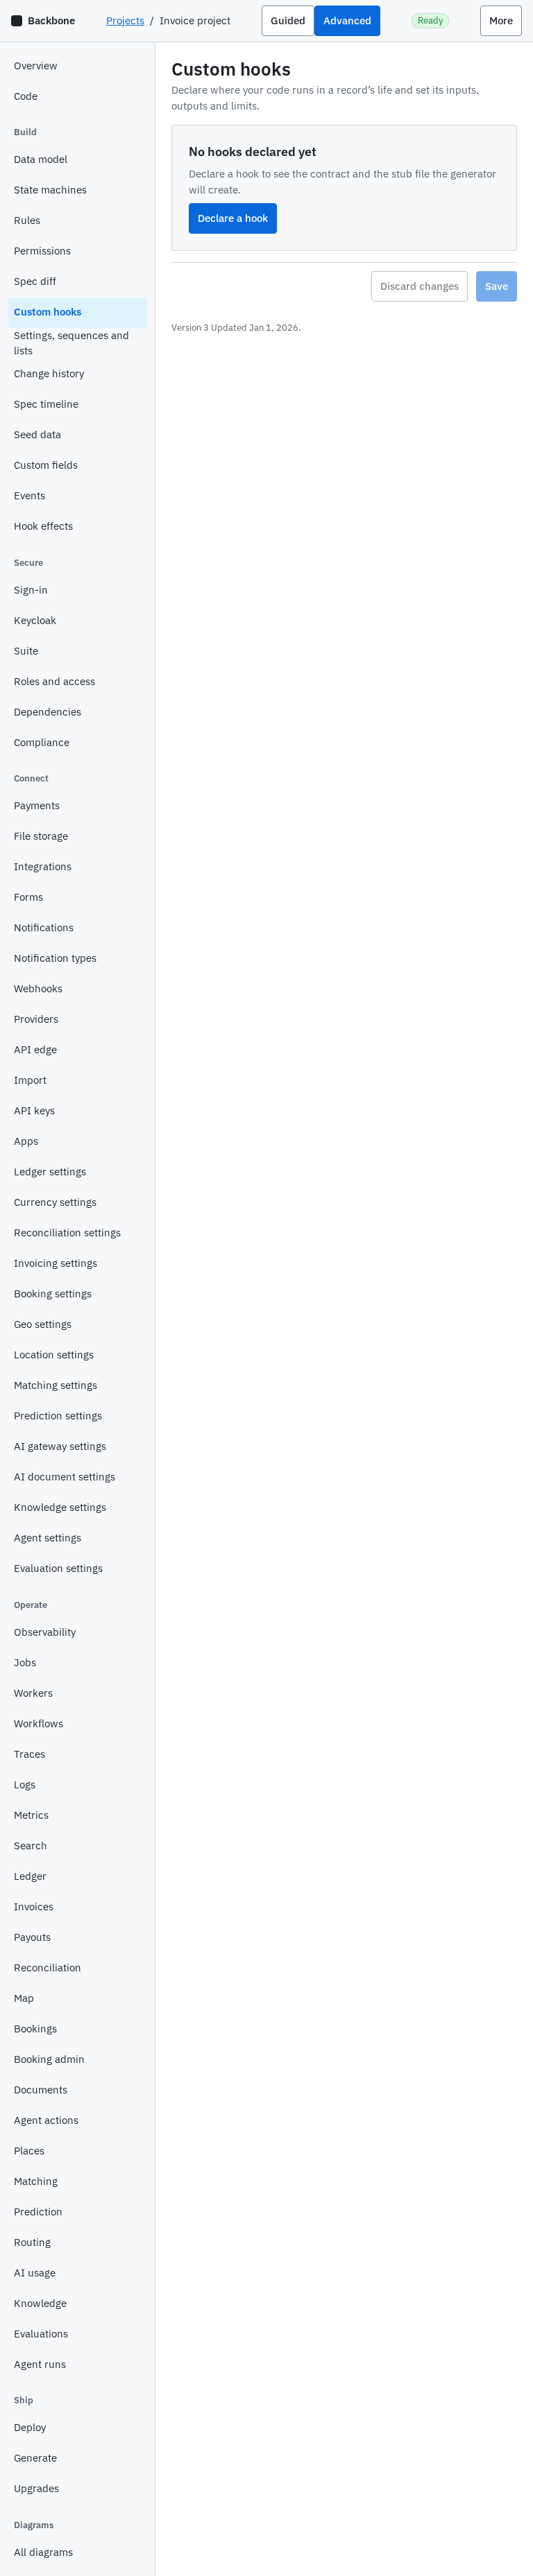 Backbone
Projects / Invoice project
Guided
Advanced
Ready
More
Overview
Code
Build
Data model
State machines
Rules
Permissions
Spec diff
Custom hooks
Settings, sequences and
lists
Change history
Spec timeline
Seed data
Custom fields
Events
Hook effects
Secure
Sign-in
Keycloak
Suite
Roles and access
Dependencies
Compliance
Connect
Payments
File storage
Integrations
Forms
Notifications
Notification types
Webhooks
Providers
API edge
Import
API keys
Apps
Ledger settings
Currency settings
Reconciliation settings
Invoicing settings
Booking settings
Geo settings
Location settings
Matching settings
Prediction settings
AI gateway settings
AI document settings
Knowledge settings
Agent settings
Evaluation settings
Operate
Observability
Jobs
Workers
Workflows
Traces
Logs
Metrics
Search
Ledger
Invoices
Payouts
Reconciliation
Map
Bookings
Booking admin
Documents
Agent actions
Places
Matching
Prediction
Routing
AI usage
Knowledge
Evaluations
Agent runs
Ship
Deploy
Generate
Upgrades
Diagrams
All diagrams
Custom hooks
Declare where your code runs in a record’s life and set its inputs,
outputs and limits.
No hooks declared yet
Declare a hook to see the contract and the stub file the generator
will create.
Declare a hook
Discard changes
Save
Version 3 Updated Jan 1, 2026.